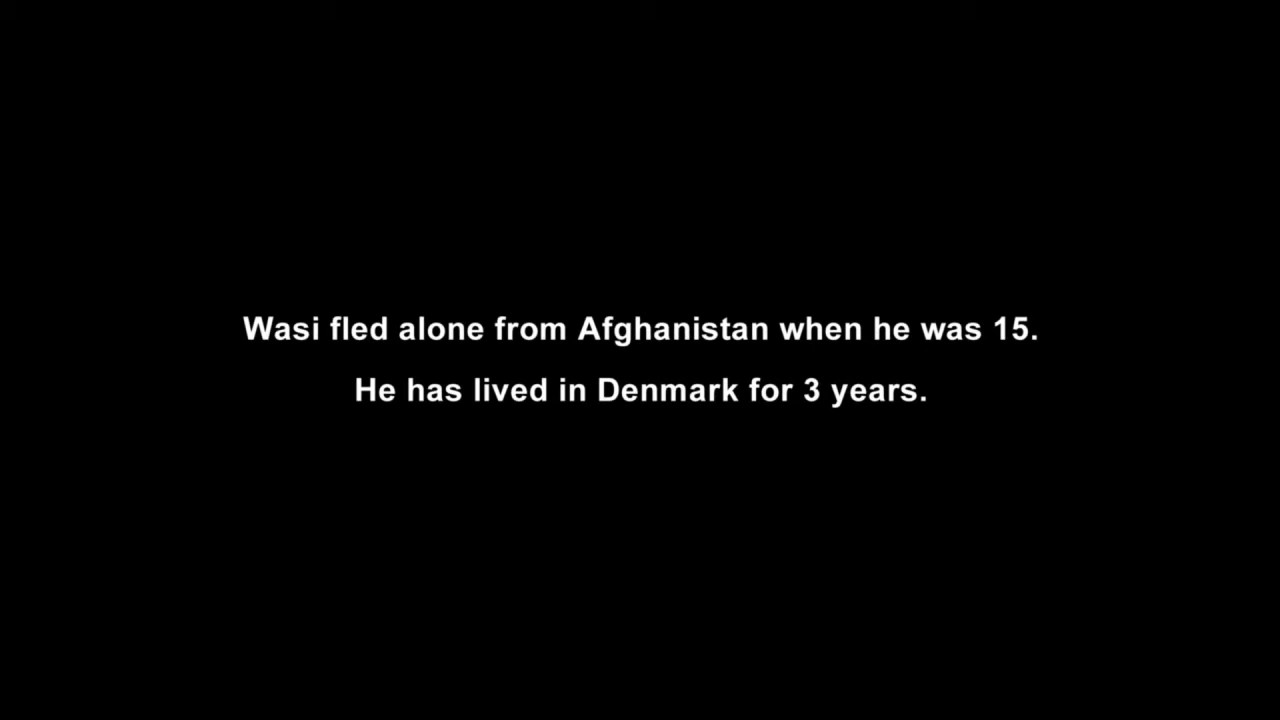 Wasi fled alone from Afghanistan when he was 15.
He has lived in Denmark for 3 years.